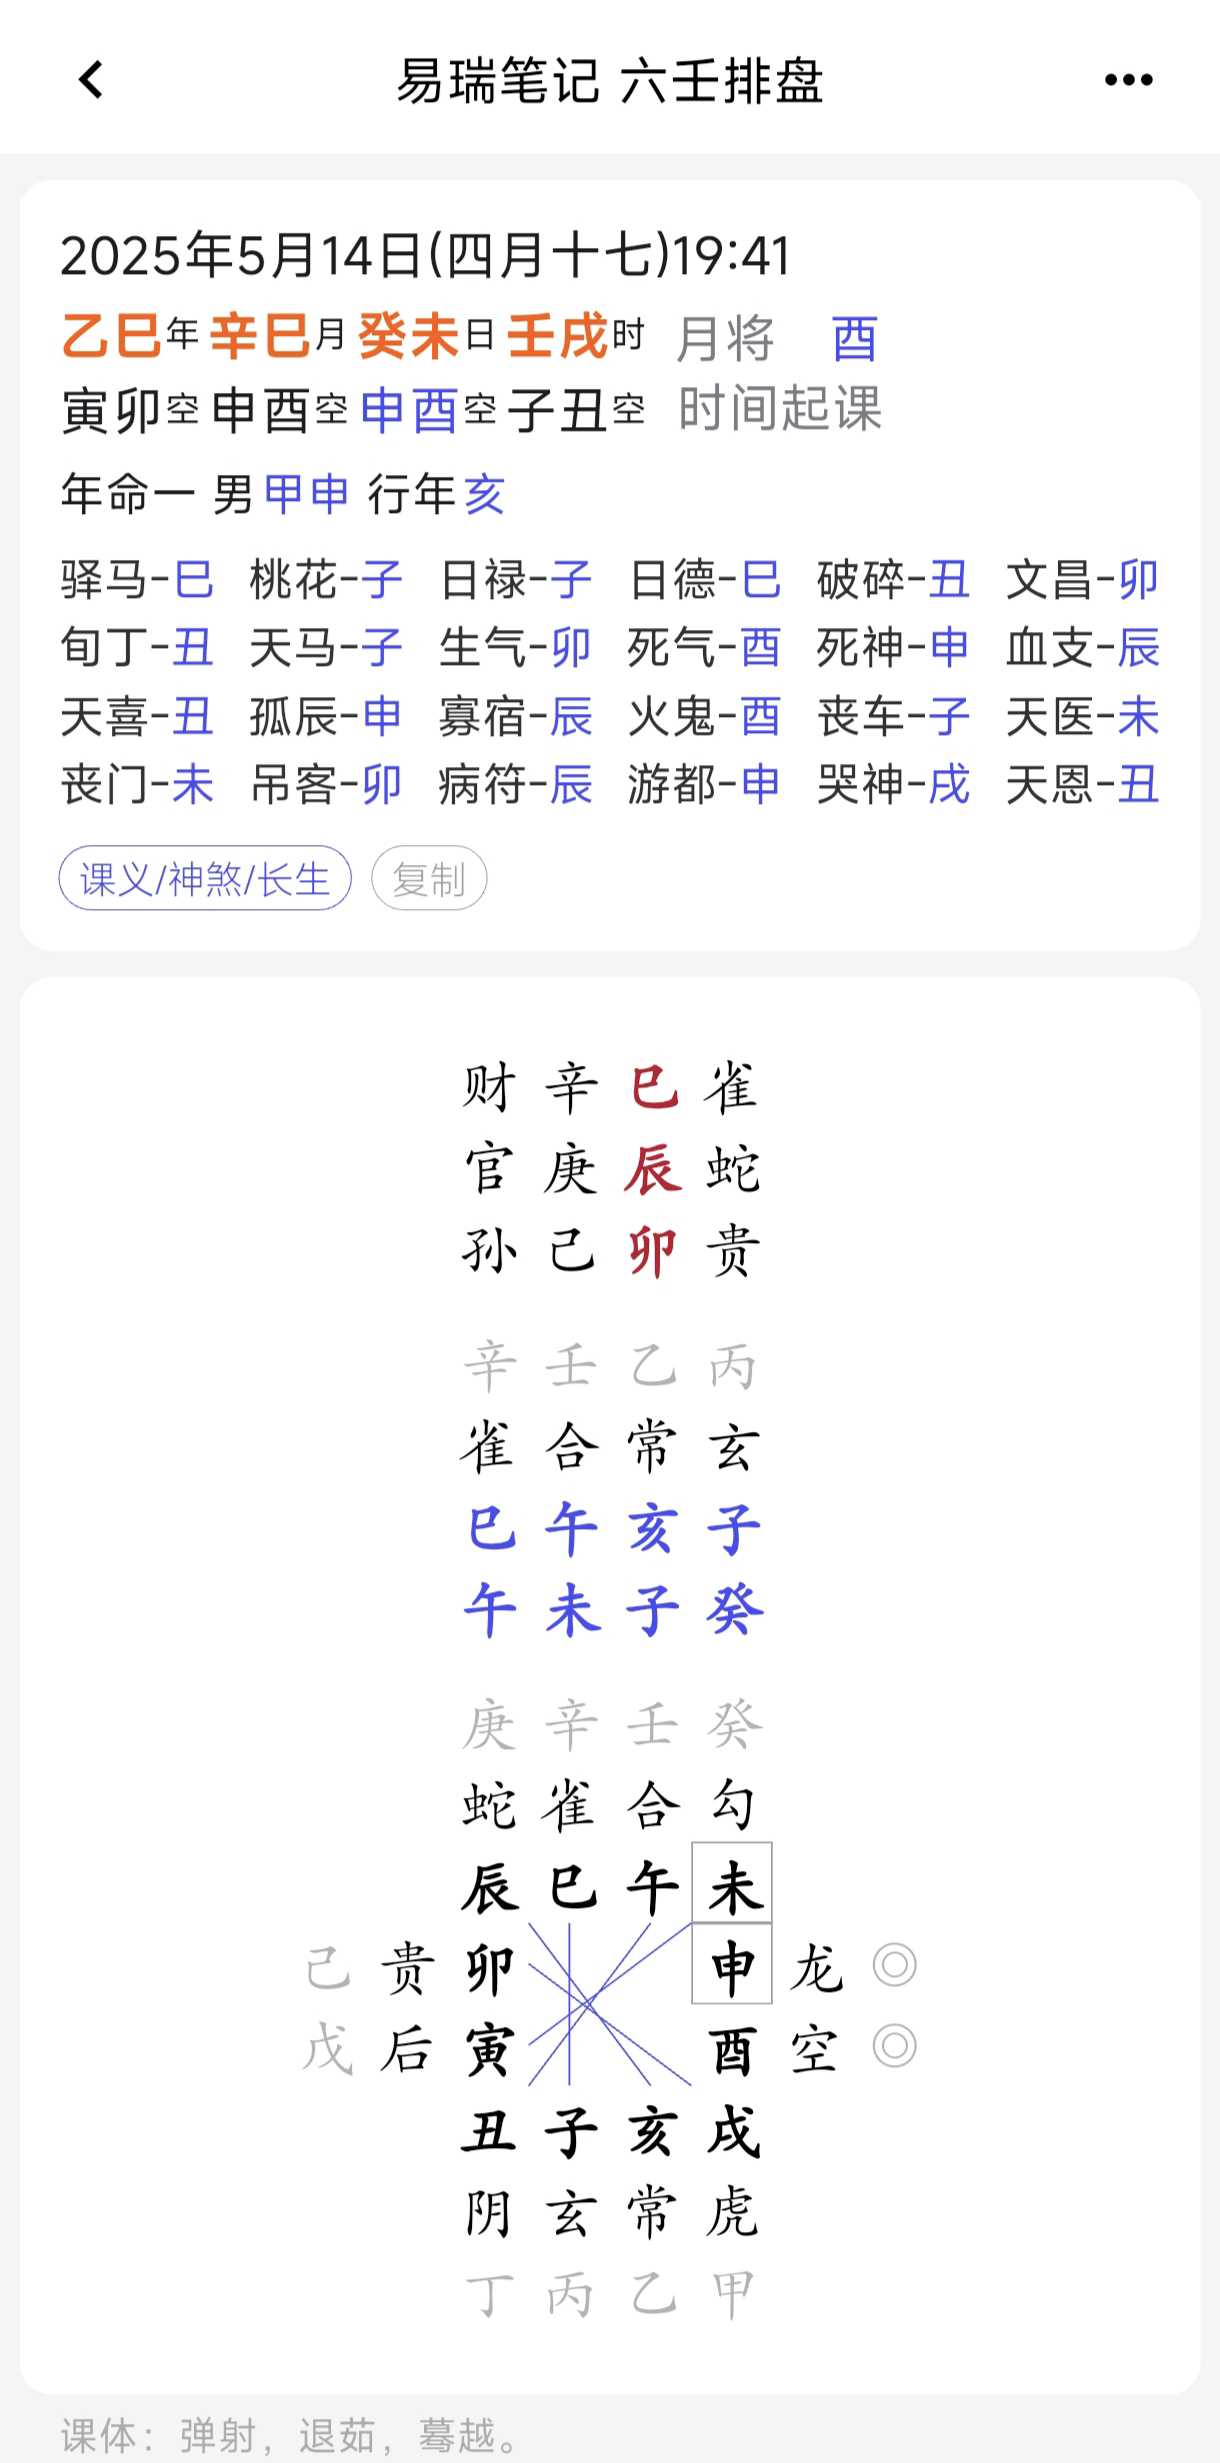 易瑞笔记 六壬排盘
2025年5月14日(四月十七)19:41
乙巳年 辛巳月 癸未日 壬戌时 月将 酉
寅卯空 申酉空 申酉空 子丑空 时间起课
年命一 男甲申 行年亥
驿马-巳 桃花-子 日禄-子 日德-巳 破碎-丑 文昌-卯
旬丁-丑 天马-子 生气-卯 死气-酉 死神-申 血支-辰
天喜-丑 孤辰-申 寡宿-辰 火鬼-酉 丧车-子 天医-未
丧门-未 吊客-卯 病符-辰 游都-申 哭神-戌 天恩-丑
课义/神煞/长生 复制
财 辛 巳 雀
官 庚 辰 蛇
孙 己 卯 贵
辛 壬 乙 丙
雀 合 常 玄
巳 午 亥 子
午 未 子 癸
庚 辛 壬 癸
蛇 雀 合 勾
辰 巳 午 未
己 贵 卯 申 龙 ◎
戊 后 寅 酉 空 ◎
丑 子 亥 戌
阴 玄 常 虎
丁 丙 乙 甲
课体：弹射，退茹，蓦越。